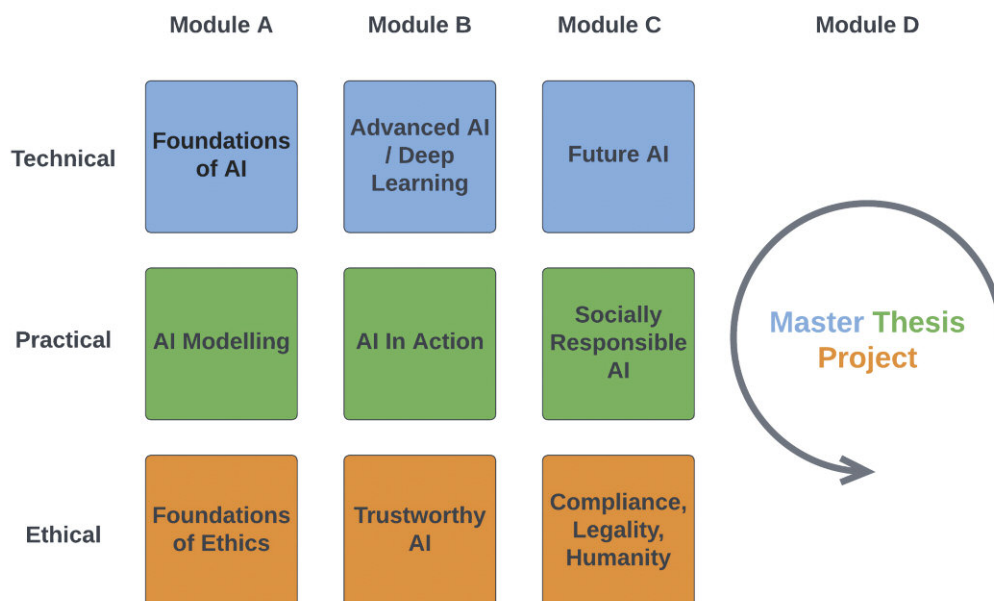 Module A
Module B
Module C
Module D
Technical
Foundations
of AI
Advanced AI
/ Deep
Learning
Future AI
Practical
AI Modelling
AI In Action
Socially
Responsible
AI
Master Thesis
Project
Ethical
Foundations
of Ethics
Trustworthy
AI
Compliance,
Legality,
Humanity